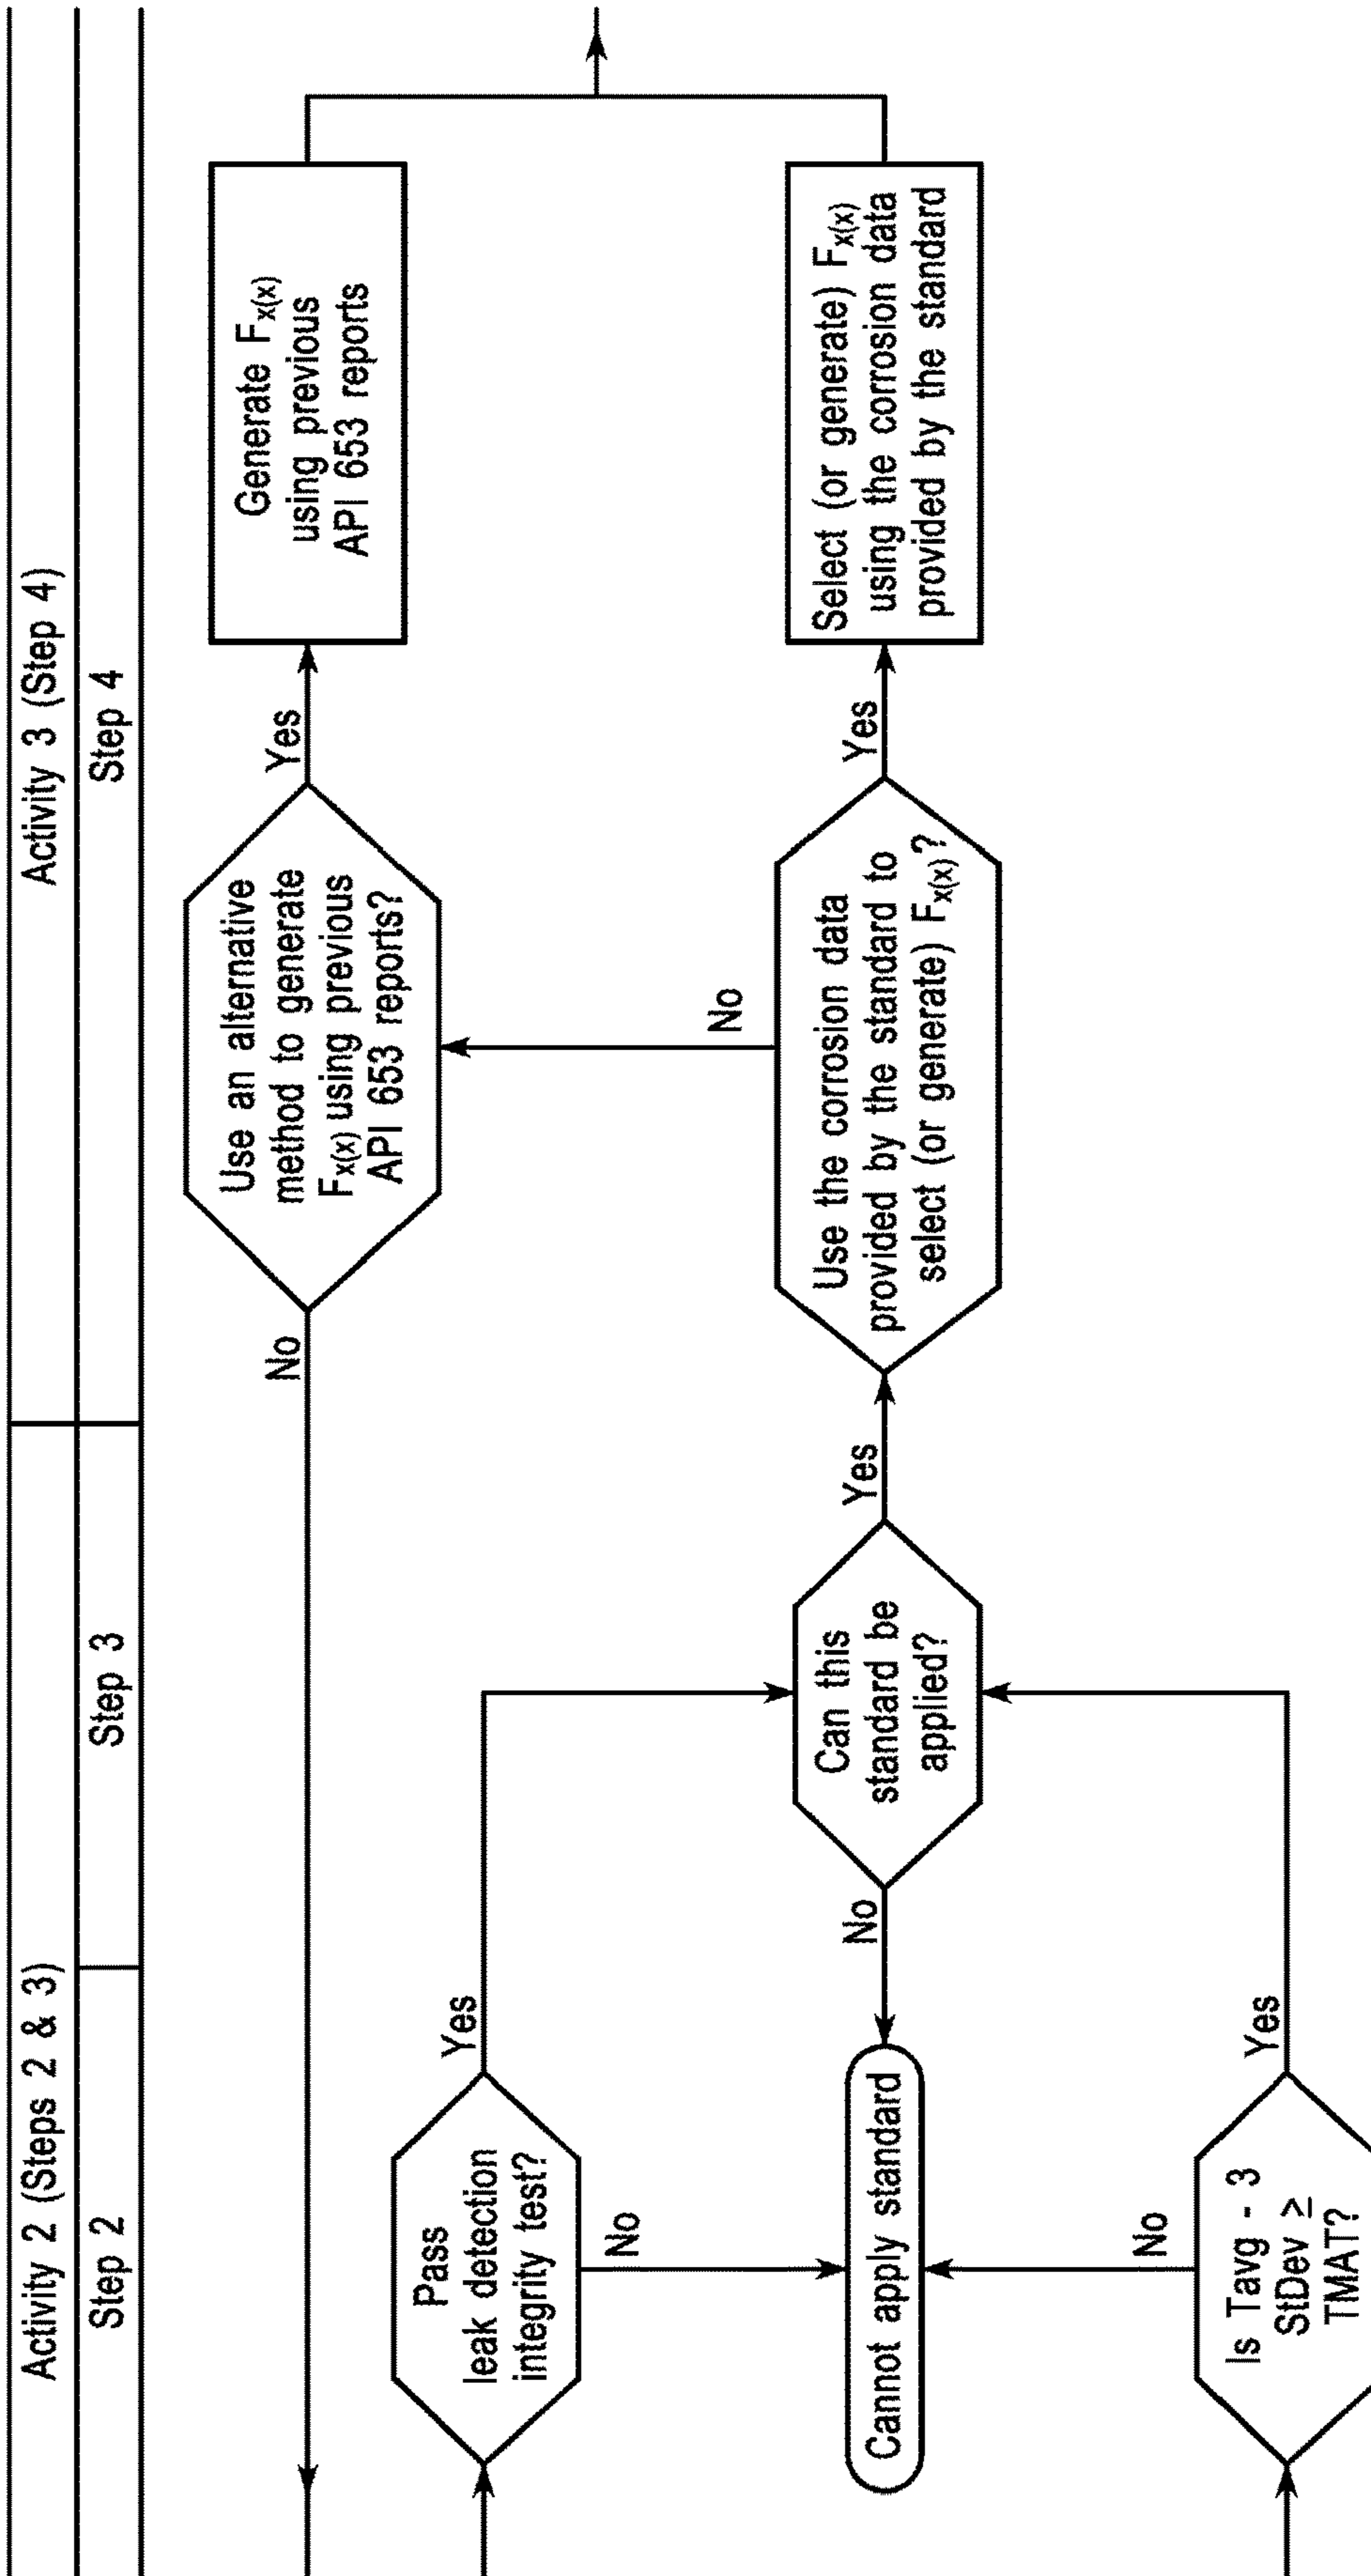 Activity 2 (Steps 2 & 3)
Activity 3 (Step 4)
Step 2
Step 3
Step 4
No
Use an alternative
method to generate
Fx(x) using previous
API 653 reports?
Yes
Generate Fx(x)
using previous
API 653 reports
Pass
leak detection
integrity test?
Yes
No
Cannot apply standard
No
Can this
standard be
applied?
Yes
Use the corrosion data
provided by the standard to
select (or generate) Fx(x)?
No
Yes
Select (or generate) Fx(x)
using the corrosion data
provided by the standard
No
Is Tavg - 3
StDev ≥
TMAT?
Yes